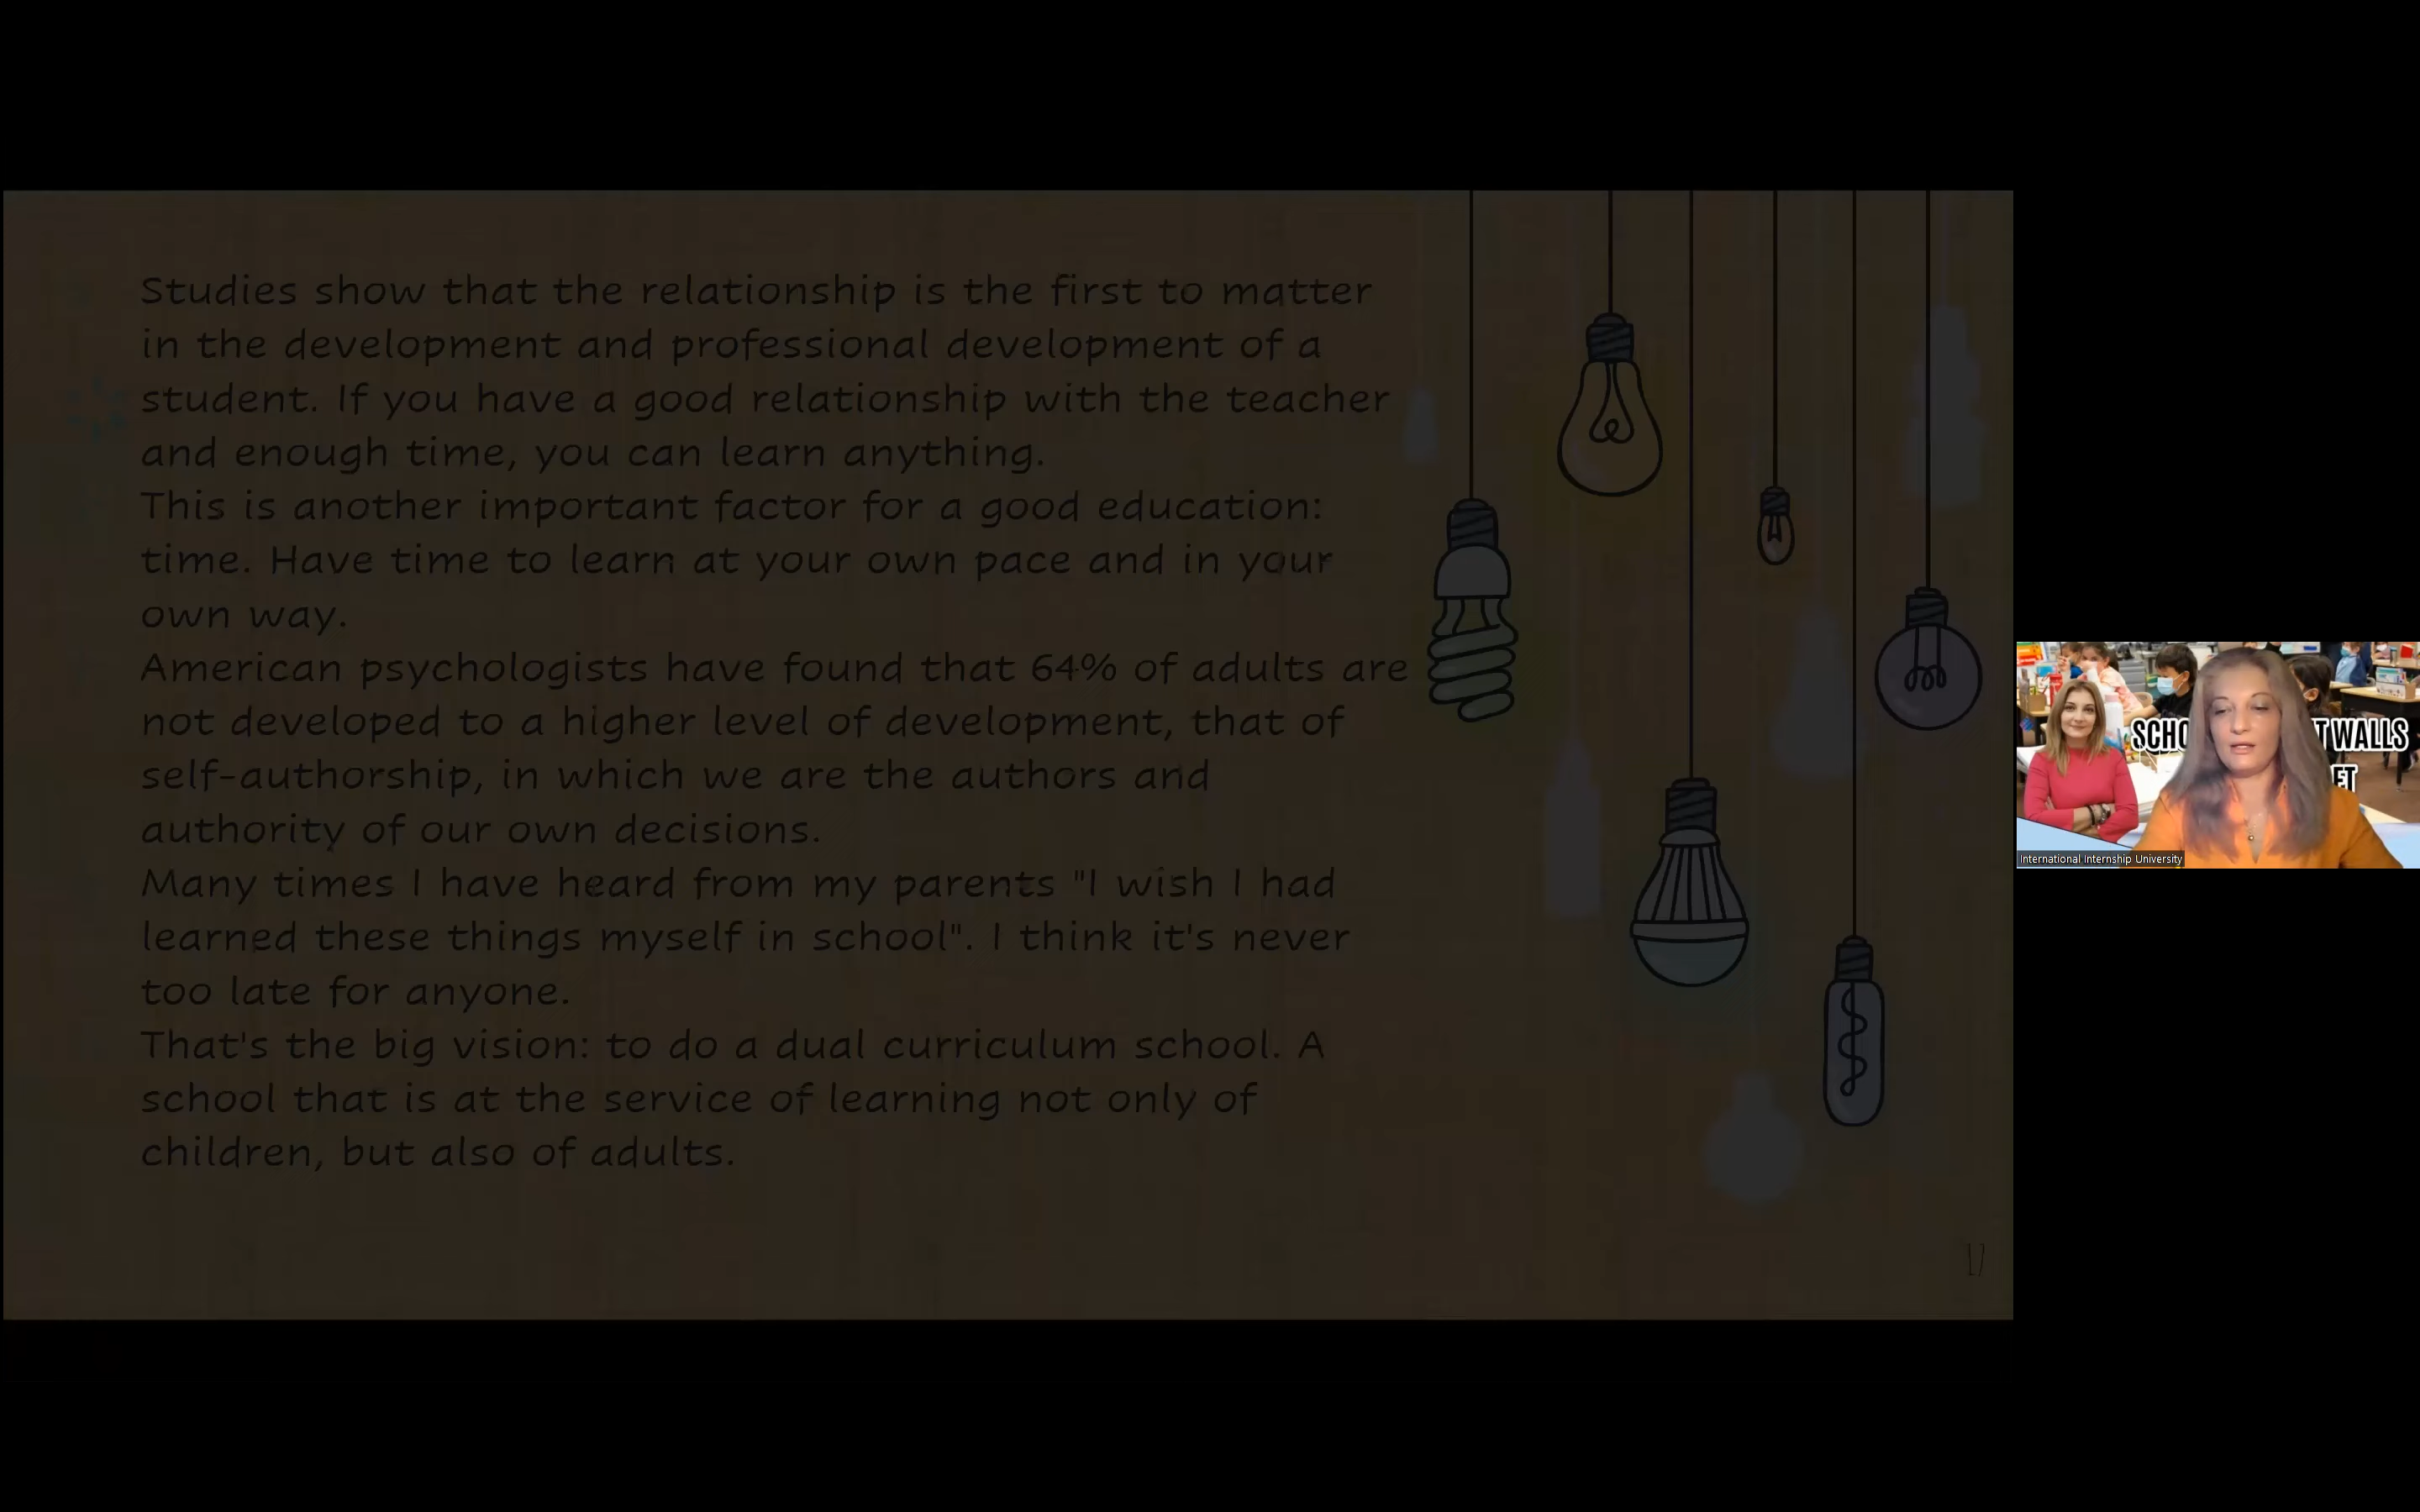 Studies show that the relationship is the first to matter
in the development and professional development of a
student. If you have a good relationship with the teacher
and enough time, you can learn anything.
This is another important factor for a good education:
time. Have time to learn at your own pace and in your
own way.
American psychologists have found that 64% of adults are
not developed to a higher level of development, that of
self-authorship, in which we are the authors and
authority of our own decisions.
Many times I have heard from my parents "I wish I had
learned these things myself in school". I think it's never
too late for anyone.
That's the big vision: to do a dual curriculum school. A
school that is at the service of learning not only of
children, but also of adults.
17
WALLS
International Internship University